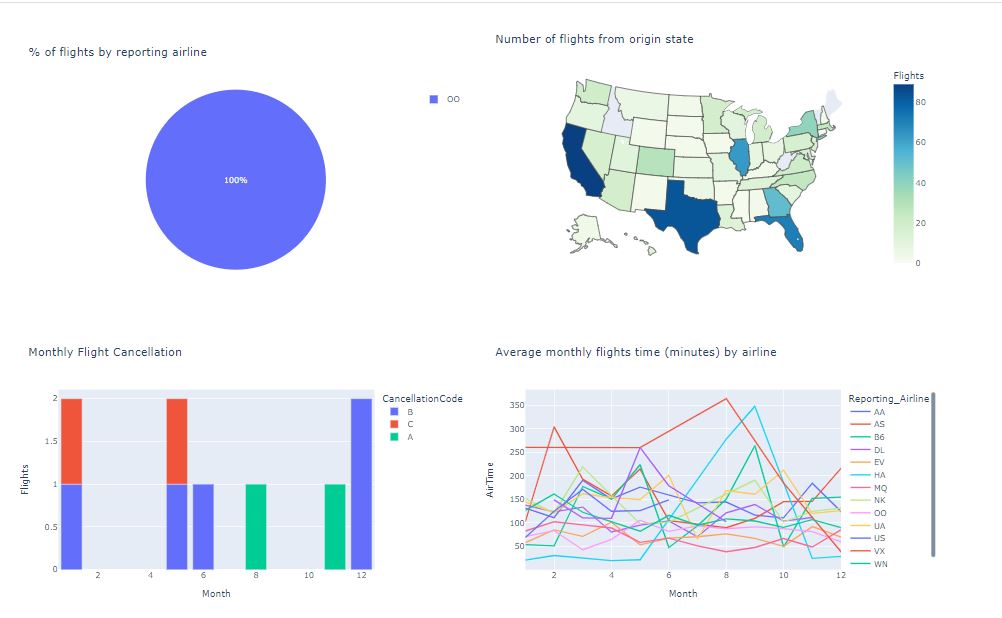 % of flights by reporting airline
OO
100%
Number of flights from origin state
Flights
80
60
40
20
0
Monthly Flight Cancellation
Flights
2
1.5
1
0.5
0
2
4
6
8
10
12
Month
CancellationCode
B
C
A
Average monthly flights time (minutes) by airline
AirTime
350
300
250
200
150
100
50
2
4
6
8
10
12
Month
Reporting_Airline
AA
AS
B6
DL
EV
HA
MQ
NK
OO
UA
US
VX
WN